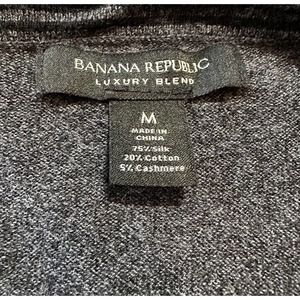 BANANA REPUBLIC
LUXURY BLEND
M
MADE IN
CHINA
75% Silk
20% Cotton
5% Cashmere